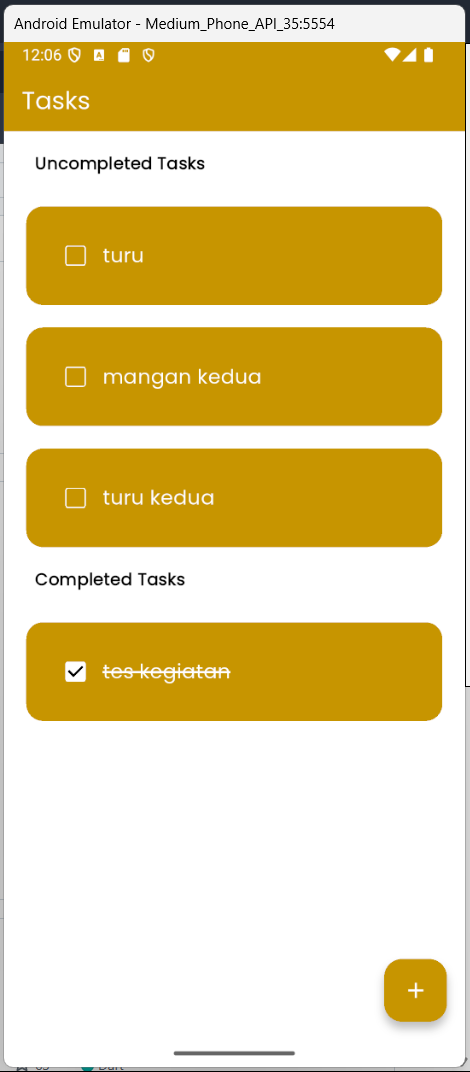 Android Emulator - Medium_Phone_API_35:5554
12:06
Tasks
Uncompleted Tasks
turu
mangan kedua
turu kedua
Completed Tasks
tes kegiatan
+